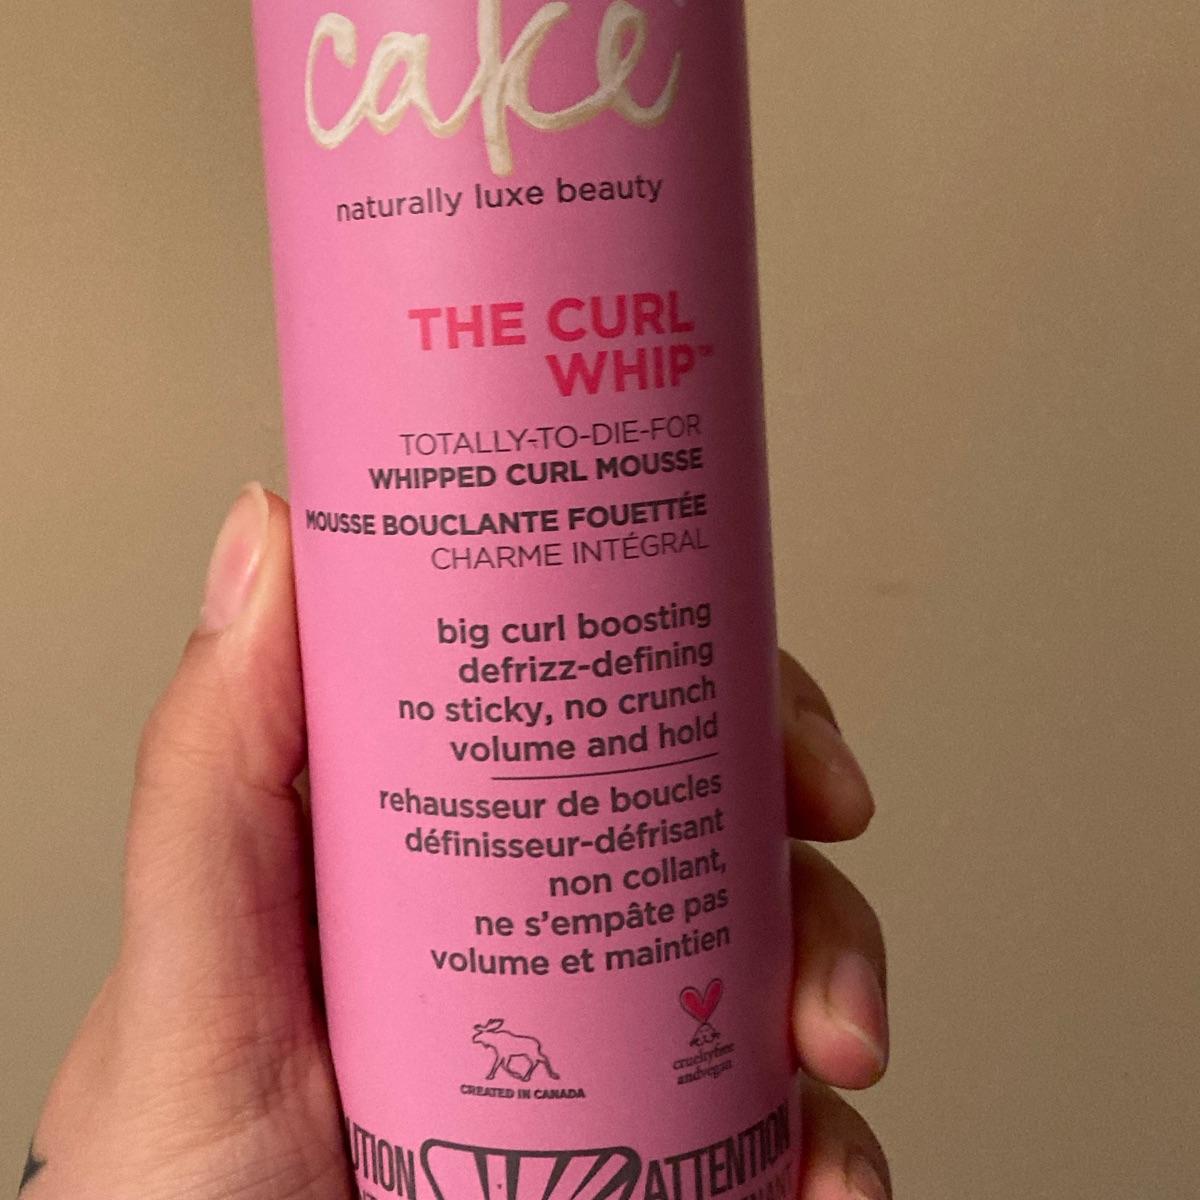 cake
naturally luxe beauty
THE CURL
WHIP™
TOTALLY-TO-DIE-FOR
WHIPPED CURL MOUSSE
MOUSSE BOUCLANTE FOUETTÉE
CHARME INTÉGRAL
big curl boosting
defrizz-defining
no sticky, no crunch
volume and hold
rehausseur de boucles
définisseur-défrisant
non collant,
ne s'empâte pas
volume et maintien
CREATED IN CANADA
crueltyfree
andvegan
UTION
ATTENTION